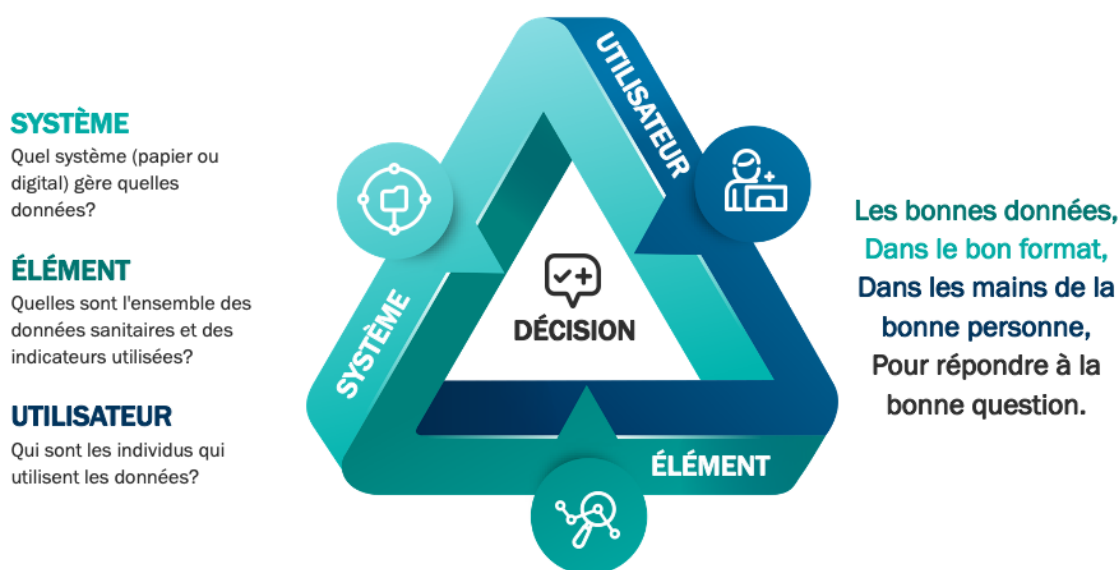 SYSTÈME
Quel système (papier ou
digital) gère quelles
données?
ÉLÉMENT
Quelles sont l'ensemble des
données sanitaires et des
indicateurs utilisées?
UTILISATEUR
Qui sont les individus qui
utilisent les données?
UTILISATEUR
SYSTÈME
DÉCISION
ÉLÉMENT
Les bonnes données,
Dans le bon format,
Dans les mains de la
bonne personne,
Pour répondre à la
bonne question.